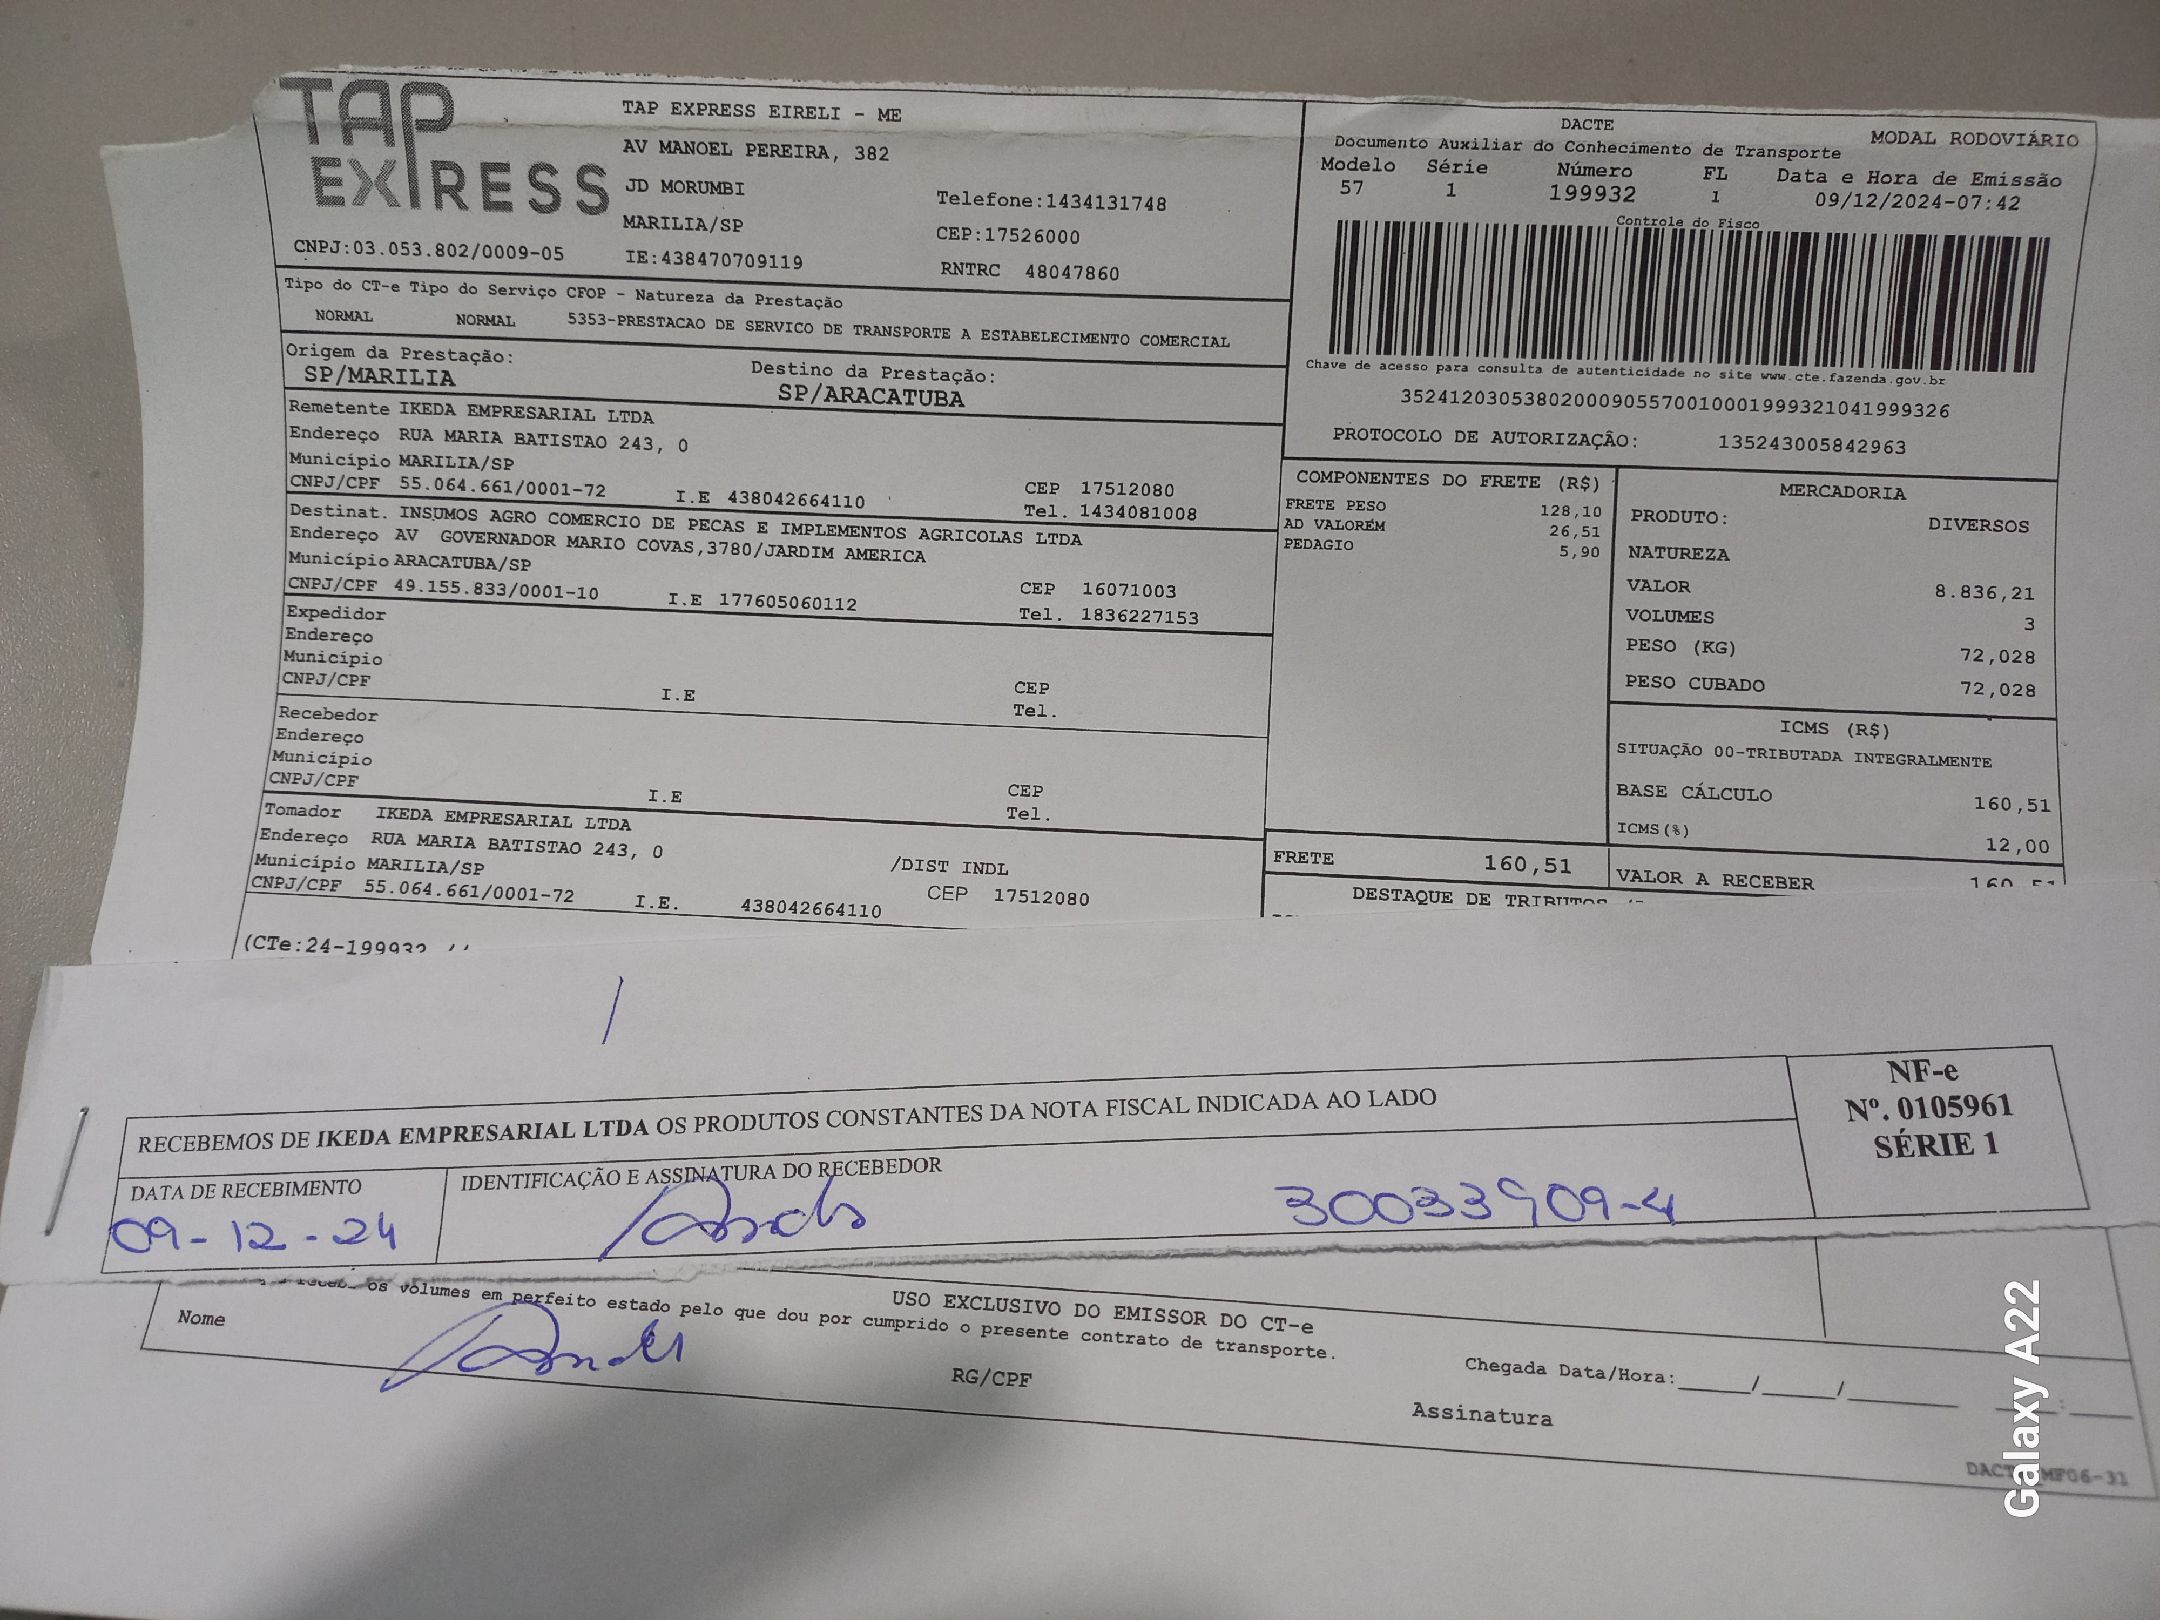 TAP EXPRESS
TAP EXPRESS EIRELI - ME
AV MANOEL PEREIRA, 382
JD MORUMBI
Telefone:1434131748
MARILIA/SP
CEP:17526000
CNPJ:03.053.802/0009-05
IE:438470709119
RNTRC 48047860
DACTE
MODAL RODOVIÁRIO
Documento Auxiliar do Conhecimento de Transporte
Modelo Série Número FL Data e Hora de Emissão
57 1 199932 1 09/12/2024-07:42
Controle do Fisco
Chave de acesso para consulta de autenticidade no site www.cte.fazenda.gov.br
35241203053802000905570010001999321041999326
PROTOCOLO DE AUTORIZAÇÃO: 135243005842963
Tipo do CT-e Tipo do Serviço CFOP - Natureza da Prestação
NORMAL NORMAL 5353-PRESTACAO DE SERVICO DE TRANSPORTE A ESTABELECIMENTO COMERCIAL
Origem da Prestação: Destino da Prestação:
SP/MARILIA SP/ARACATUBA
Remetente IKEDA EMPRESARIAL LTDA
Endereço RUA MARIA BATISTAO 243, 0
Município MARILIA/SP CEP 17512080
CNPJ/CPF 55.064.661/0001-72 I.E 438042664110 Tel. 1434081008
Destinat. INSUMOS AGRO COMERCIO DE PECAS E IMPLEMENTOS AGRICOLAS LTDA
Endereço AV GOVERNADOR MARIO COVAS,3780/JARDIM AMERICA
Município ARACATUBA/SP CEP 16071003
CNPJ/CPF 49.155.833/0001-10 I.E 177605060112 Tel. 1836227153
Expedidor
Endereço
Município CEP
CNPJ/CPF I.E Tel.
Recebedor
Endereço
Município CEP
CNPJ/CPF I.E Tel.
Tomador IKEDA EMPRESARIAL LTDA
Endereço RUA MARIA BATISTAO 243, 0 /DIST INDL
Município MARILIA/SP CEP 17512080
CNPJ/CPF 55.064.661/0001-72 I.E. 438042664110
COMPONENTES DO FRETE (R$)
FRETE PESO 128,10
AD VALOREM 26,51
PEDAGIO 5,90
MERCADORIA
PRODUTO: DIVERSOS
NATUREZA
VALOR 8.836,21
VOLUMES 3
PESO (KG) 72,028
PESO CUBADO 72,028
ICMS (R$)
SITUAÇÃO 00-TRIBUTADA INTEGRALMENTE
BASE CÁLCULO 160,51
ICMS(%) 12,00
FRETE 160,51 VALOR A RECEBER 160,51
DESTAQUE DE TRIBUTOS
(CTe:24-199932
RECEBEMOS DE IKEDA EMPRESARIAL LTDA OS PRODUTOS CONSTANTES DA NOTA FISCAL INDICADA AO LADO
NF-e
Nº. 0105961
SÉRIE 1
DATA DE RECEBIMENTO IDENTIFICAÇÃO E ASSINATURA DO RECEBEDOR
09-12-24 30033909-4
USO EXCLUSIVO DO EMISSOR DO CT-e
os volumes em perfeito estado pelo que dou por cumprido o presente contrato de transporte.
Nome RG/CPF Chegada Data/Hora:_____/_____/_____ ___:___
Assinatura
Galaxy A22